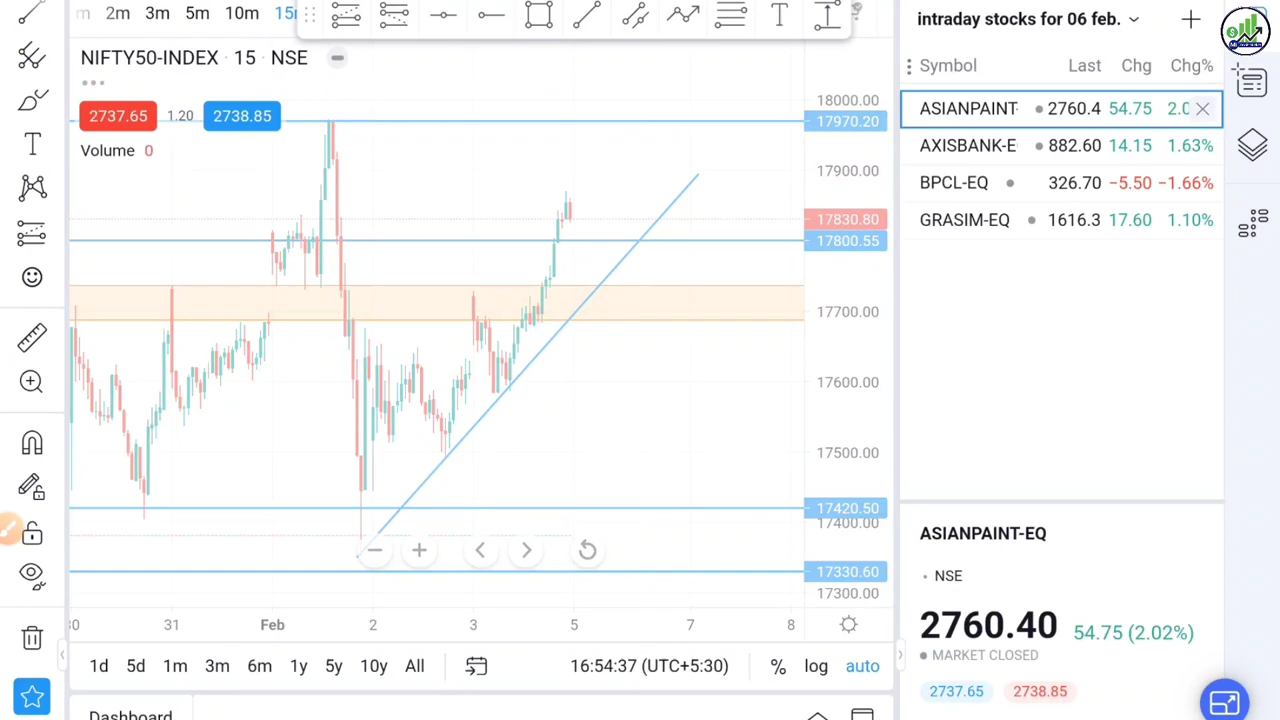 m 2m 3m 5m 10m 15
NIFTY50-INDEX · 15 · NSE
2737.65 1.20 2738.85
Volume 0
18000.00
17970.20
17900.00
17830.80
17800.55
17700.00
17600.00
17500.00
17420.50
17400.00
17330.60
17300.00
30 31 Feb 2 3 5 7 8
1d 5d 1m 3m 6m 1y 5y 10y All 16:54:37 (UTC+5:30) % log auto
Dashboard
intraday stocks for 06 feb.
Symbol Last Chg Chg%
ASIANPAINT- 2760.4 54.75 2.0
AXISBANK-E 882.60 14.15 1.63%
BPCL-EQ 326.70 −5.50 −1.66%
GRASIM-EQ 1616.3 17.60 1.10%
ASIANPAINT-EQ
NSE
2760.40 54.75 (2.02%)
MARKET CLOSED
2737.65 2738.85